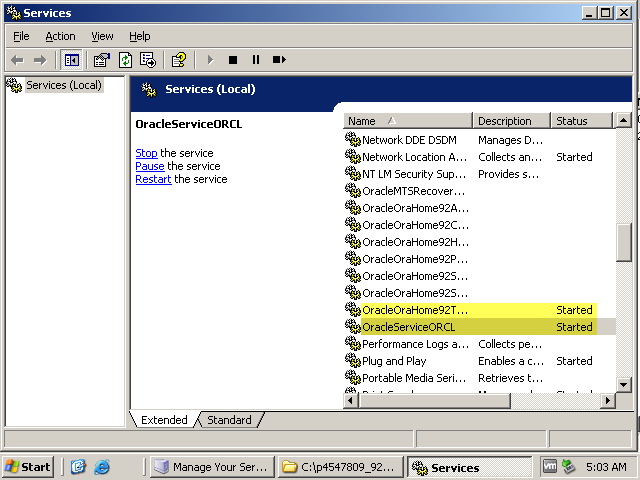 Services
File Action View Help
Services (Local)
Services (Local)
OracleServiceORCL
Stop the service
Pause the service
Restart the service
Name Description Status
Network DDE DSDM Manages D...
Network Location A... Collects an... Started
NT LM Security Sup... Provides s...
OracleMTSRecover...
OracleOraHome92A...
OracleOraHome92C...
OracleOraHome92H...
OracleOraHome92P...
OracleOraHome92S...
OracleOraHome92S...
OracleOraHome92T... Started
OracleServiceORCL Started
Performance Logs a... Collects pe...
Plug and Play Enables a c... Started
Portable Media Seri... Retrieves t...
Extended Standard
Start Manage Your Ser... C:\p4547809_92... Services vm 5:03 AM